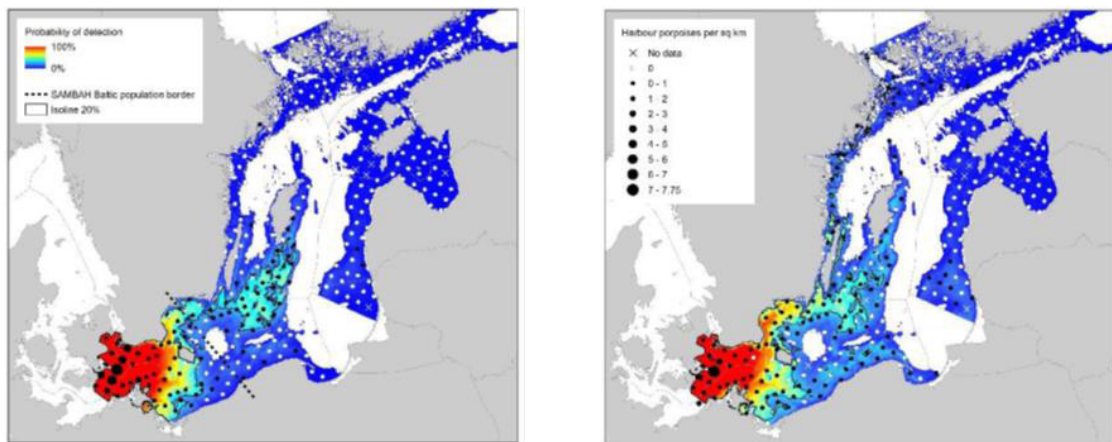 Probability of detection
100%
0%
SAMBAH Baltic population border
Isoline 20%
Harbour porpoises per sq km
No data
0
0 - 1
1 - 2
2 - 3
3 - 4
4 - 5
5 - 6
6 - 7
7 - 7.75